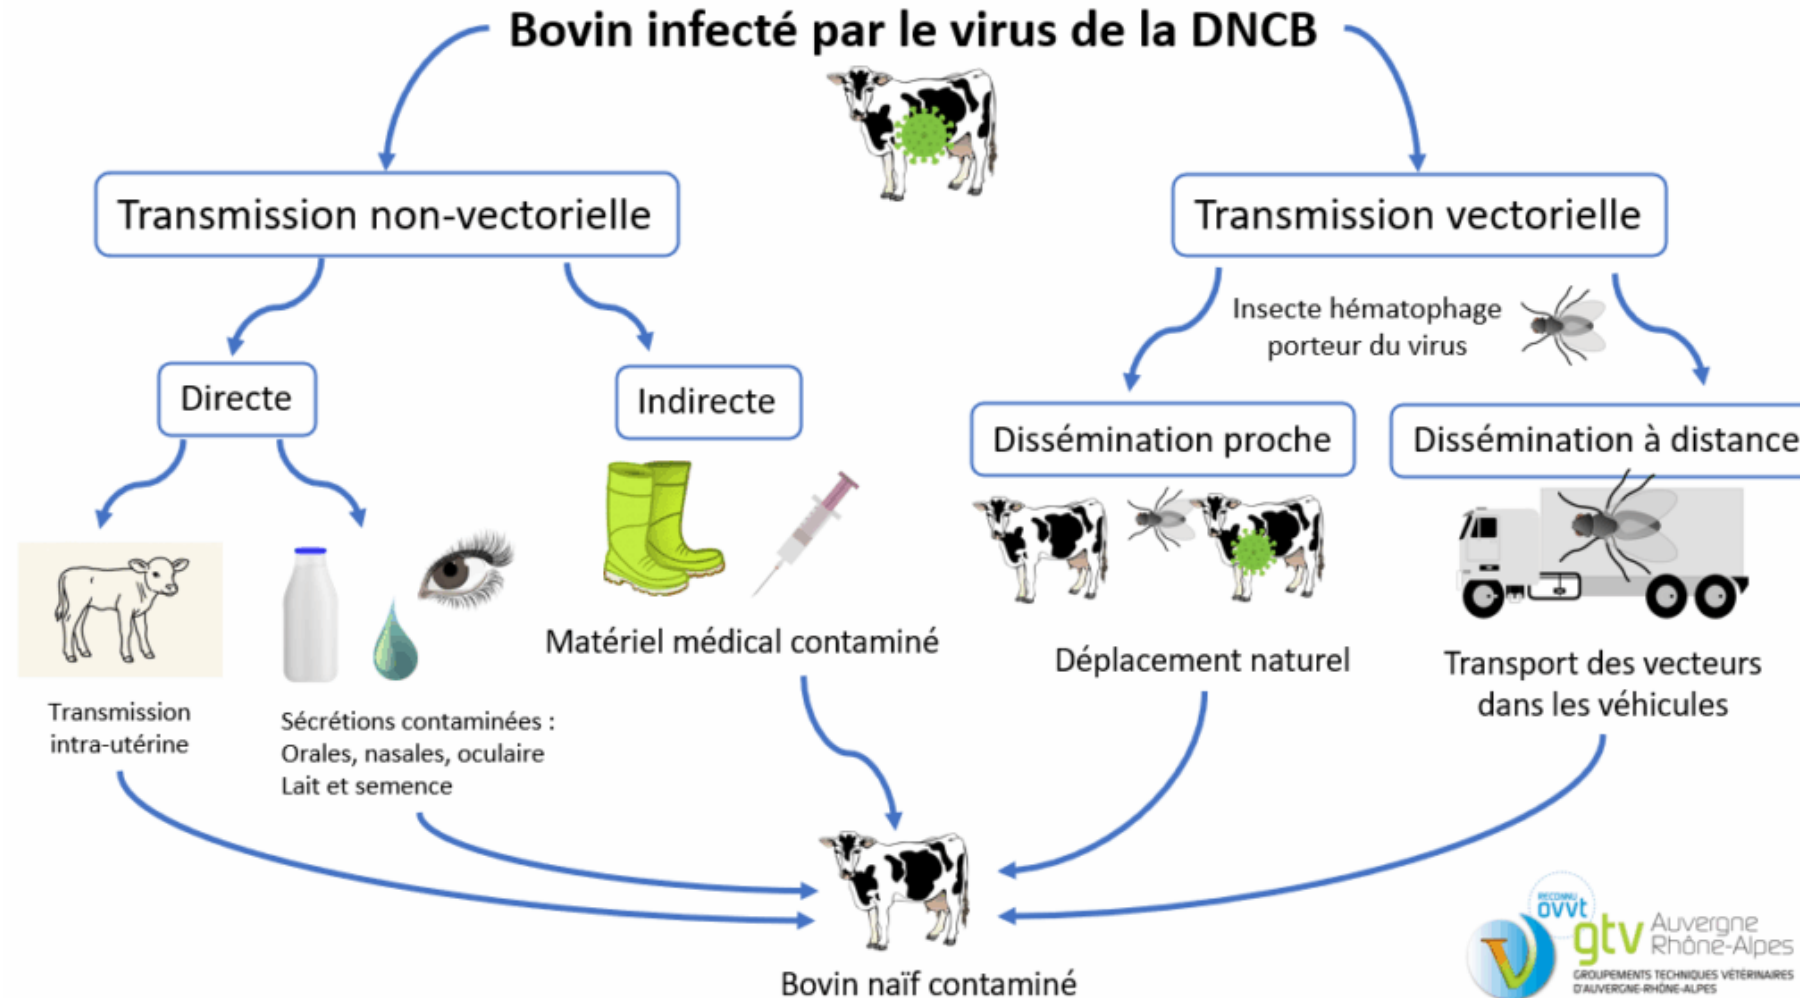 Bovin infecté par le virus de la DNCB
Transmission non-vectorielle
Transmission vectorielle
Insecte hématophage
porteur du virus
Directe
Indirecte
Dissémination proche
Dissémination à distance
Matériel médical contaminé
Déplacement naturel
Transport des vecteurs
dans les véhicules
Transmission
intra-utérine
Sécrétions contaminées :
Orales, nasales, oculaire
Lait et semence
Bovin naïf contaminé
RECONNU
ovvt
gtv Auvergne
Rhône-Alpes
GROUPEMENTS TECHNIQUES VÉTÉRINAIRES
D'AUVERGNE-RHÔNE-ALPES